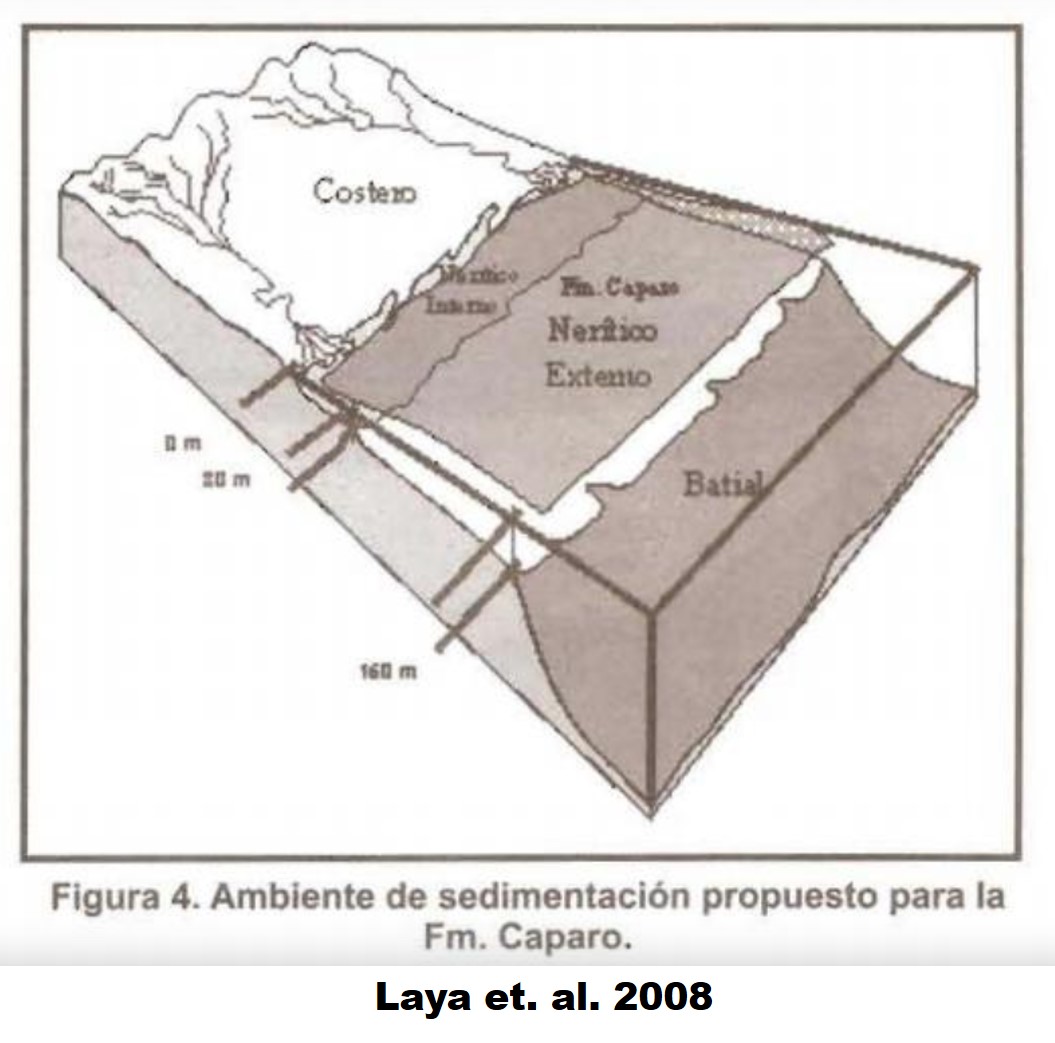 Costero
Nerítico
Interno
Fm. Caparo
Nerítico
Externo
Batial
0 m
20 m
160 m
Figura 4. Ambiente de sedimentación propuesto para la
Fm. Caparo.
Laya et. al. 2008